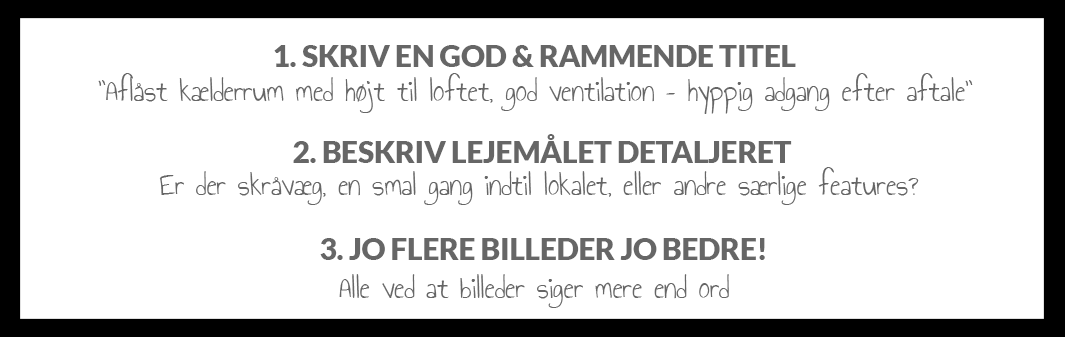 1. SKRIV EN GOD & RAMMENDE TITEL
"Aflåst kælderrum med højt til loftet, god ventilation - hyppig adgang efter aftale"
2. BESKRIV LEJEMÅLET DETALJERET
Er der skråvæg, en smal gang indtil lokalet, eller andre særlige features?
3. JO FLERE BILLEDER JO BEDRE!
Alle ved at billeder siger mere end ord